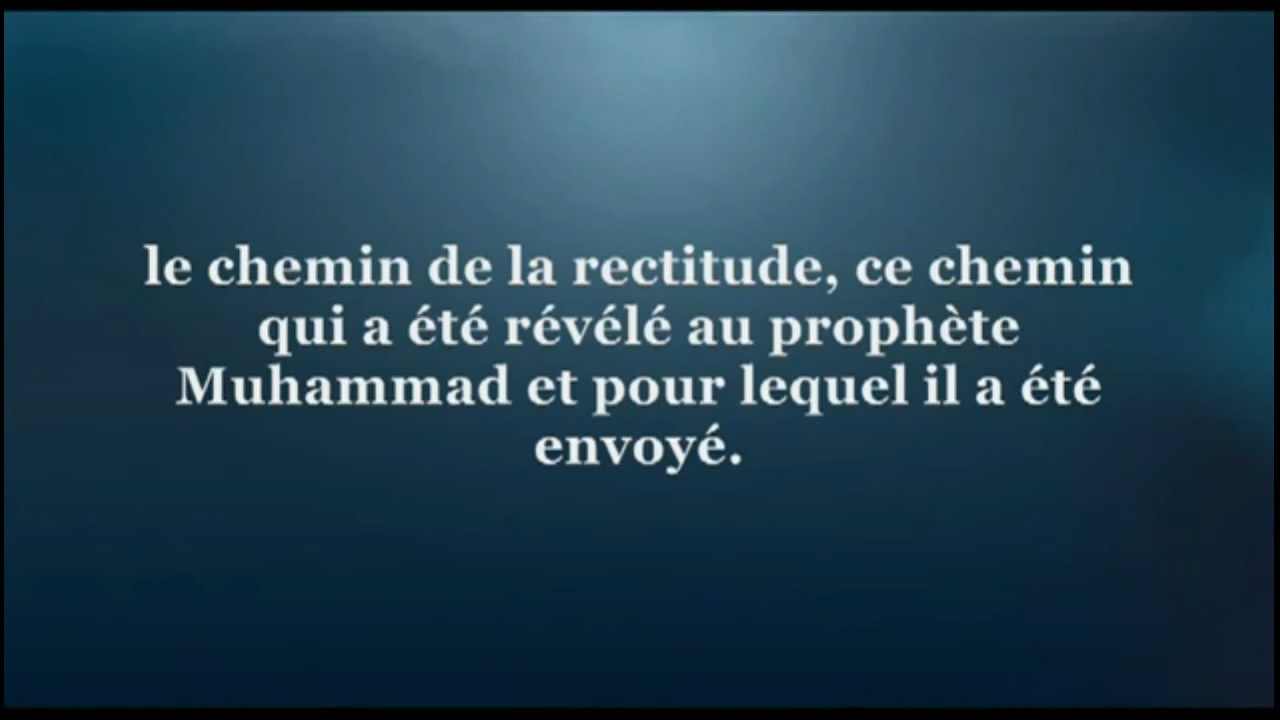 le chemin de la rectitude, ce chemin
qui a été révélé au prophète
Muhammad et pour lequel il a été
envoyé.